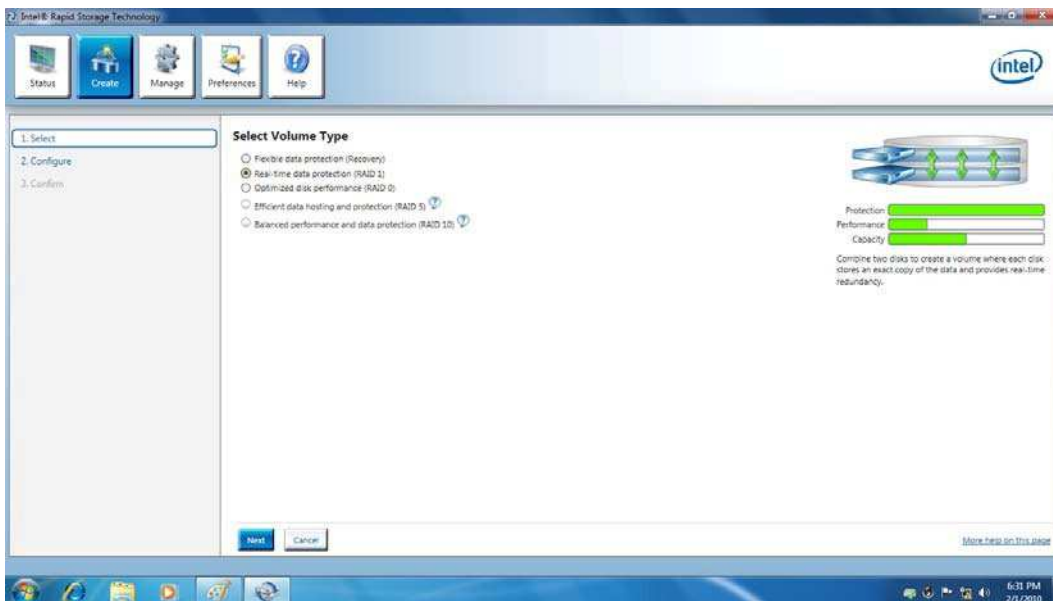 Intel® Rapid Storage Technology
Status
Create
Manage
Preferences
Help
intel
1. Select
2. Configure
3. Confirm
Select Volume Type
Flexible data protection (Recovery)
Real-time data protection (RAID 1)
Optimized disk performance (RAID 0)
Efficient data hosting and protection (RAID 5)
Balanced performance and data protection (RAID 10)
Protection
Performance
Capacity
Combine two disks to create a volume where each disk
stores an exact copy of the data and provides real-time
redundancy.
Next
Cancel
More help on this page
6:31 PM
2/1/2010